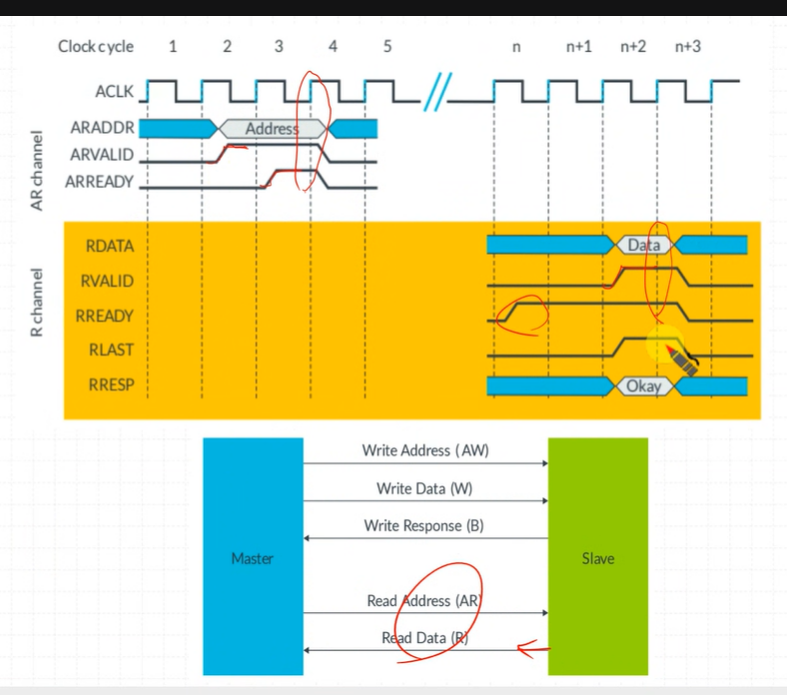 Clock cycle 1 2 3 4 5 n n+1 n+2 n+3
ACLK
AR channel
ARADDR Address
ARVALID
ARREADY
R channel
RDATA Data
RVALID
RREADY
RLAST
RRESP Okay
Write Address (AW)
Write Data (W)
Write Response (B)
Master Slave
Read Address (AR)
Read Data (R)